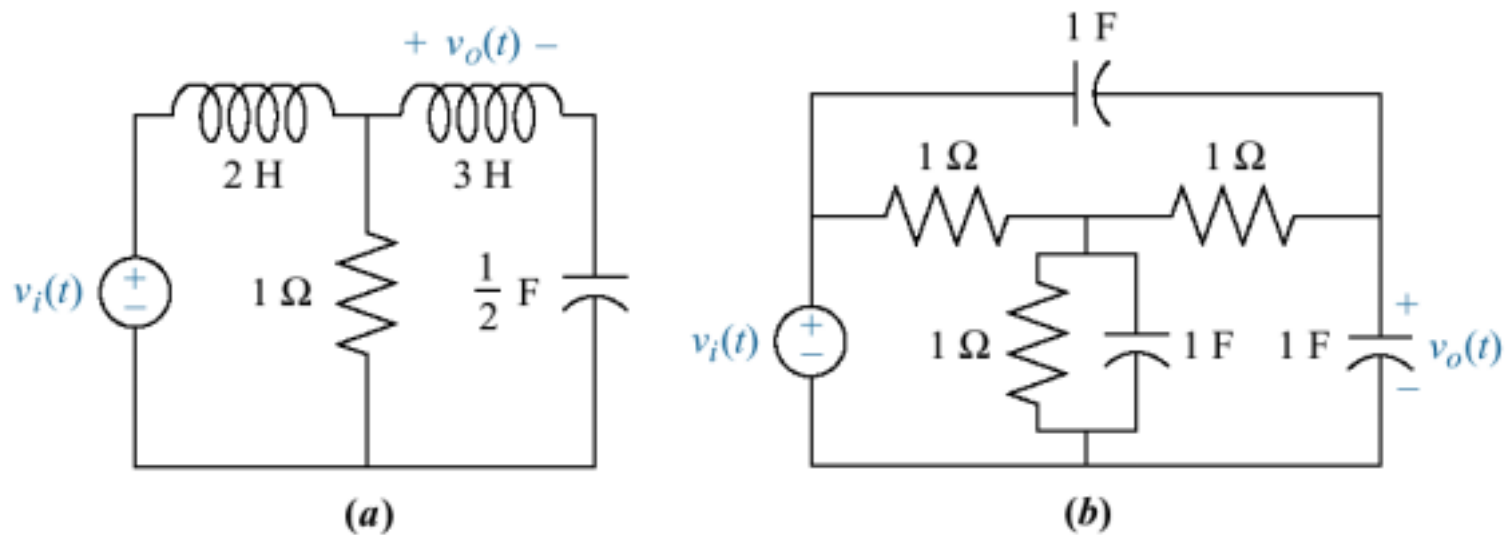 + v_o(t) −
2 H
3 H
v_i(t)
+
−
1 Ω
1/2 F
(a)
1 F
1 Ω
1 Ω
v_i(t)
+
−
1 Ω
1 F
1 F
+
v_o(t)
−
(b)